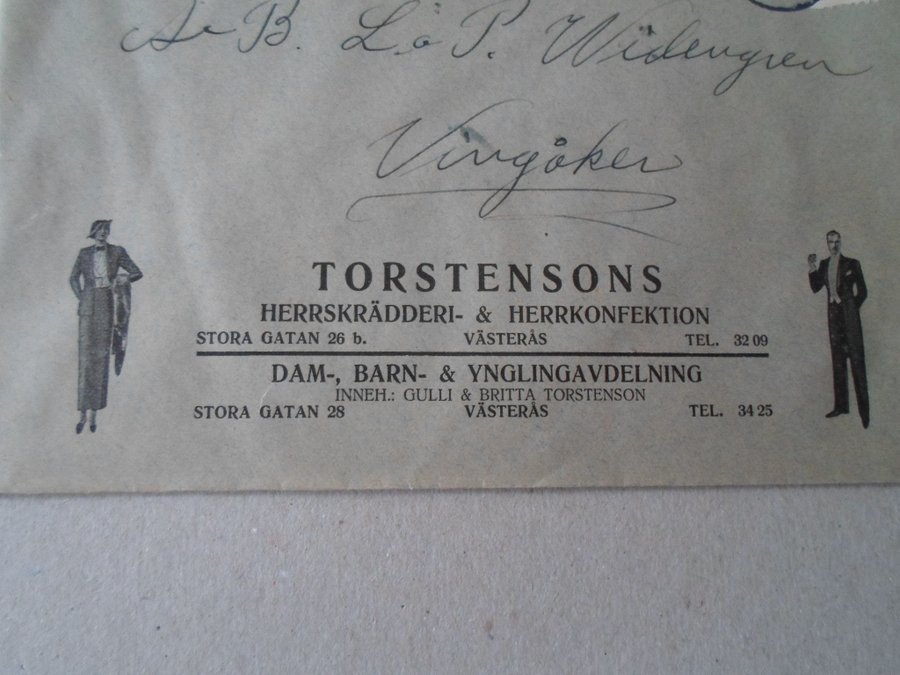 A-B. L. å P. Widengren
Vingåker
TORSTENSONS
HERRSKRÄDDERI- & HERRKONFEKTION
STORA GATAN 26 b. VÄSTERÅS TEL. 32 09
DAM-, BARN- & YNGLINGAVDELNING
INNEH.: GULLI & BRITTA TORSTENSON
STORA GATAN 28 VÄSTERÅS TEL. 34 25